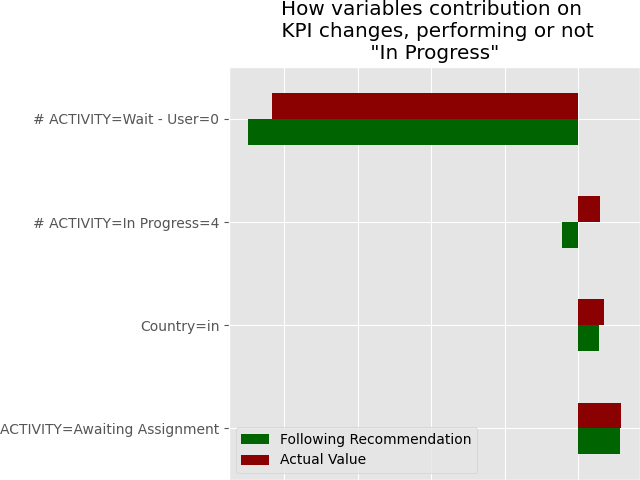 How variables contribution on
KPI changes, performing or not
"In Progress"
# ACTIVITY=Wait - User=0
# ACTIVITY=In Progress=4
Country=in
ACTIVITY=Awaiting Assignment
Following Recommendation
Actual Value